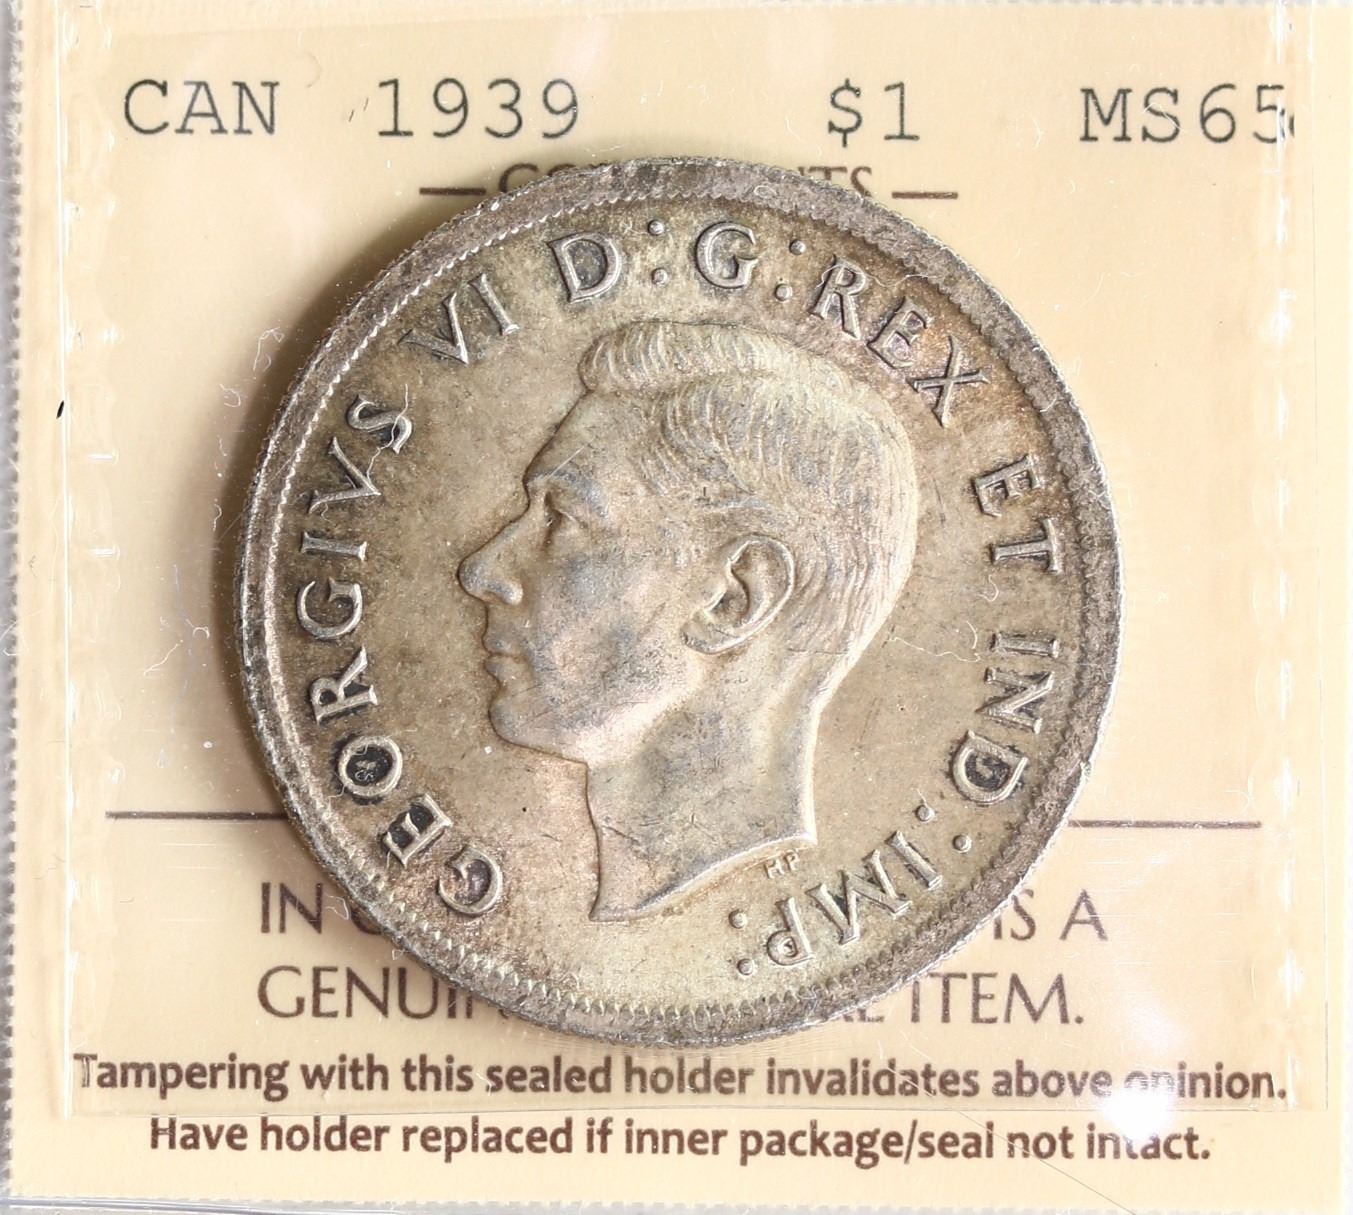 CAN 1939 $1 MS65
GEORGIVS VI D:G:REX ET IND:IMP:
HP
IN IS A
ITEM.
Tampering with this sealed holder invalidates above opinion.
Have holder replaced if inner package/seal not intact.